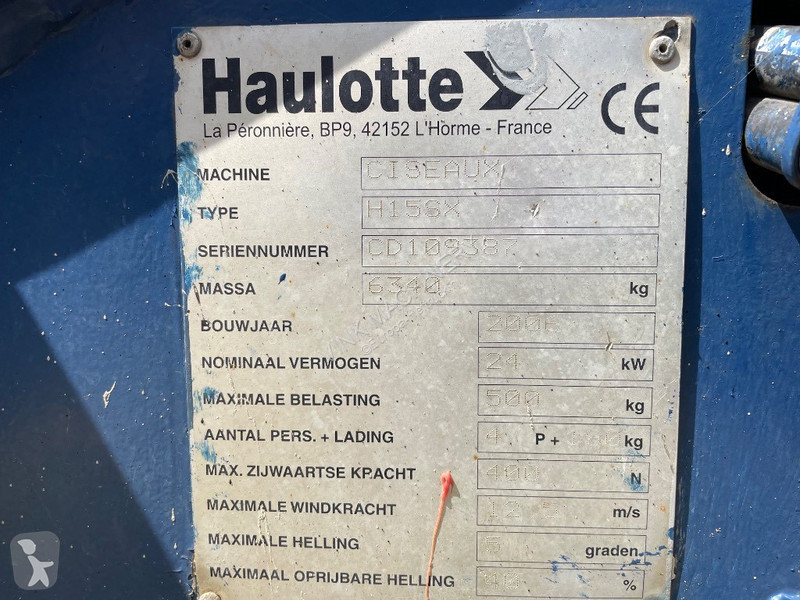 Haulotte
La Péronnière, BP9, 42152 L'Horme - France
CE
MACHINE CISEAUX
TYPE H15SX
SERIENNUMMER CD109387
MASSA 6340 kg
BOUWJAAR
NOMINAAL VERMOGEN 24 kW
MAXIMALE BELASTING 500 kg
AANTAL PERS. + LADING 4 P + kg
MAX. ZIJWAARTSE KRACHT 400 N
MAXIMALE WINDKRACHT m/s
MAXIMALE HELLING 5 graden
MAXIMAAL OPRIJBARE HELLING 40 %